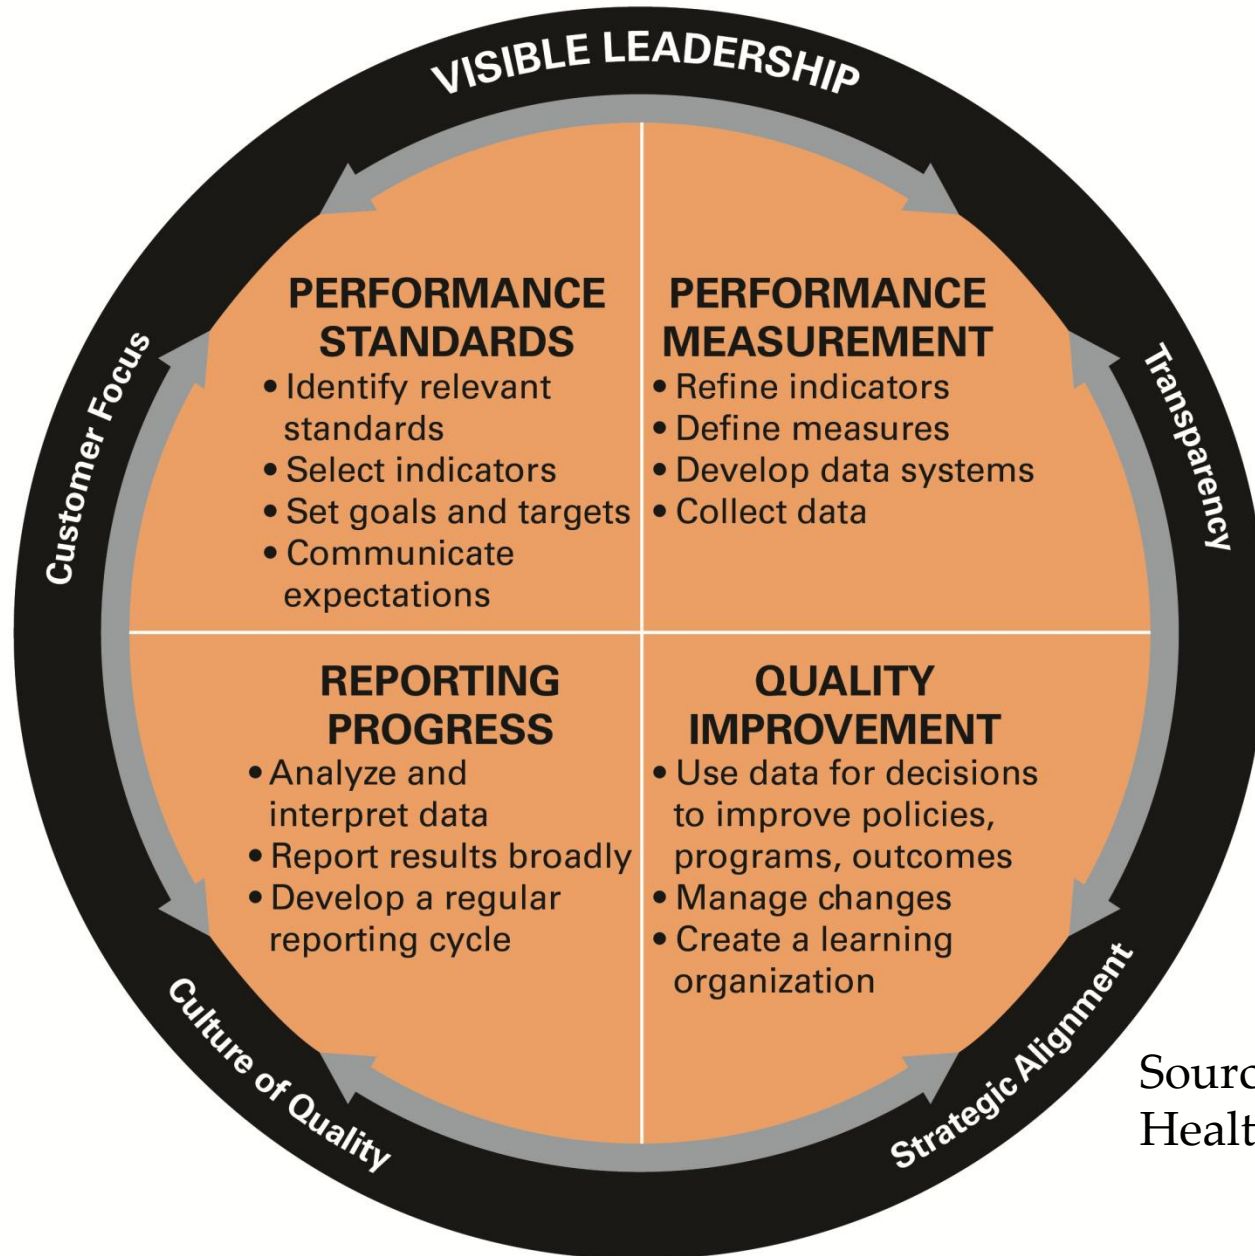 VISIBLE LEADERSHIP
Customer Focus
Transparency
PERFORMANCE
STANDARDS
• Identify relevant
standards
• Select indicators
• Set goals and targets
• Communicate
expectations
PERFORMANCE
MEASUREMENT
• Refine indicators
• Define measures
• Develop data systems
• Collect data
REPORTING
PROGRESS
• Analyze and
interpret data
• Report results broadly
• Develop a regular
reporting cycle
QUALITY
IMPROVEMENT
• Use data for decisions
to improve policies,
programs, outcomes
• Manage changes
• Create a learning
organization
Culture of Quality
Strategic Alignment